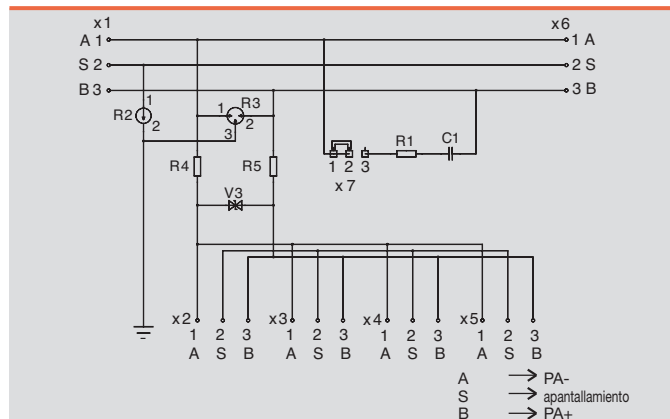 x1 x6
A 1 1 A
S 2 2 S
B 3 3 B
1
R2
2
1 R3
2
3
R4 R5
R1 C1
1 2 3
x7
V3
x2 x3 x4 x5
1 2 3 1 2 3 1 2 3 1 2 3
A S B A S B A S B A S B
A PA-
S apantallamiento
B PA+